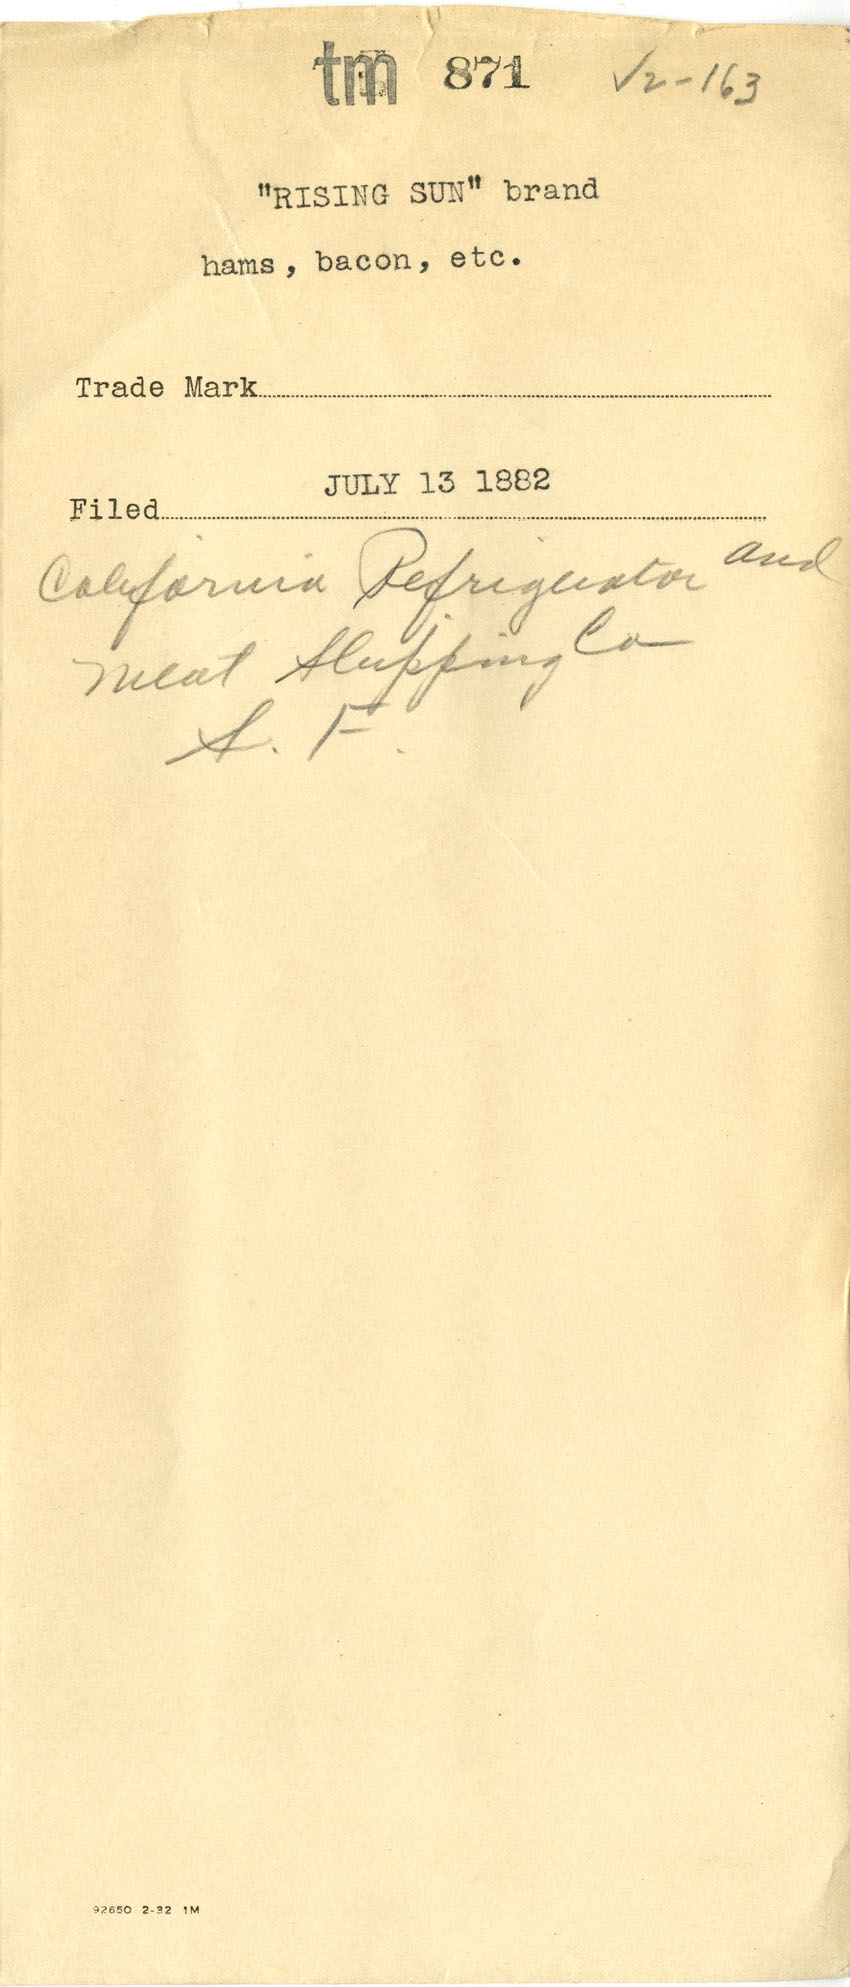 tm 871 √2-163
"RISING SUN" brand
hams, bacon, etc.
Trade Mark
JULY 13 1882
Filed
California Refrigerator and
Meat Shipping Co
S. F.
92650 2-32 1M